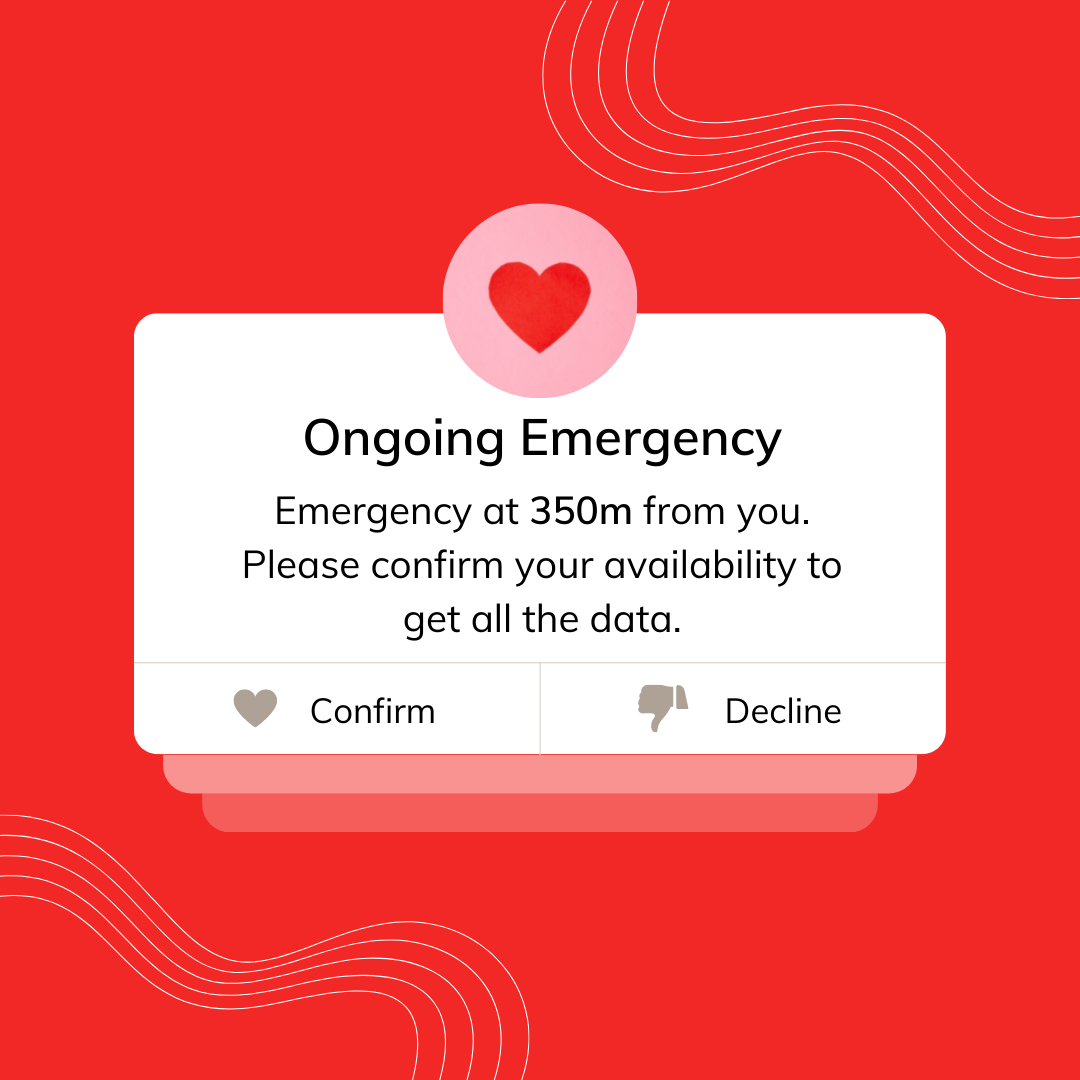 Ongoing Emergency
Emergency at 350m from you.
Please confirm your availability to
get all the data.
Confirm
Decline